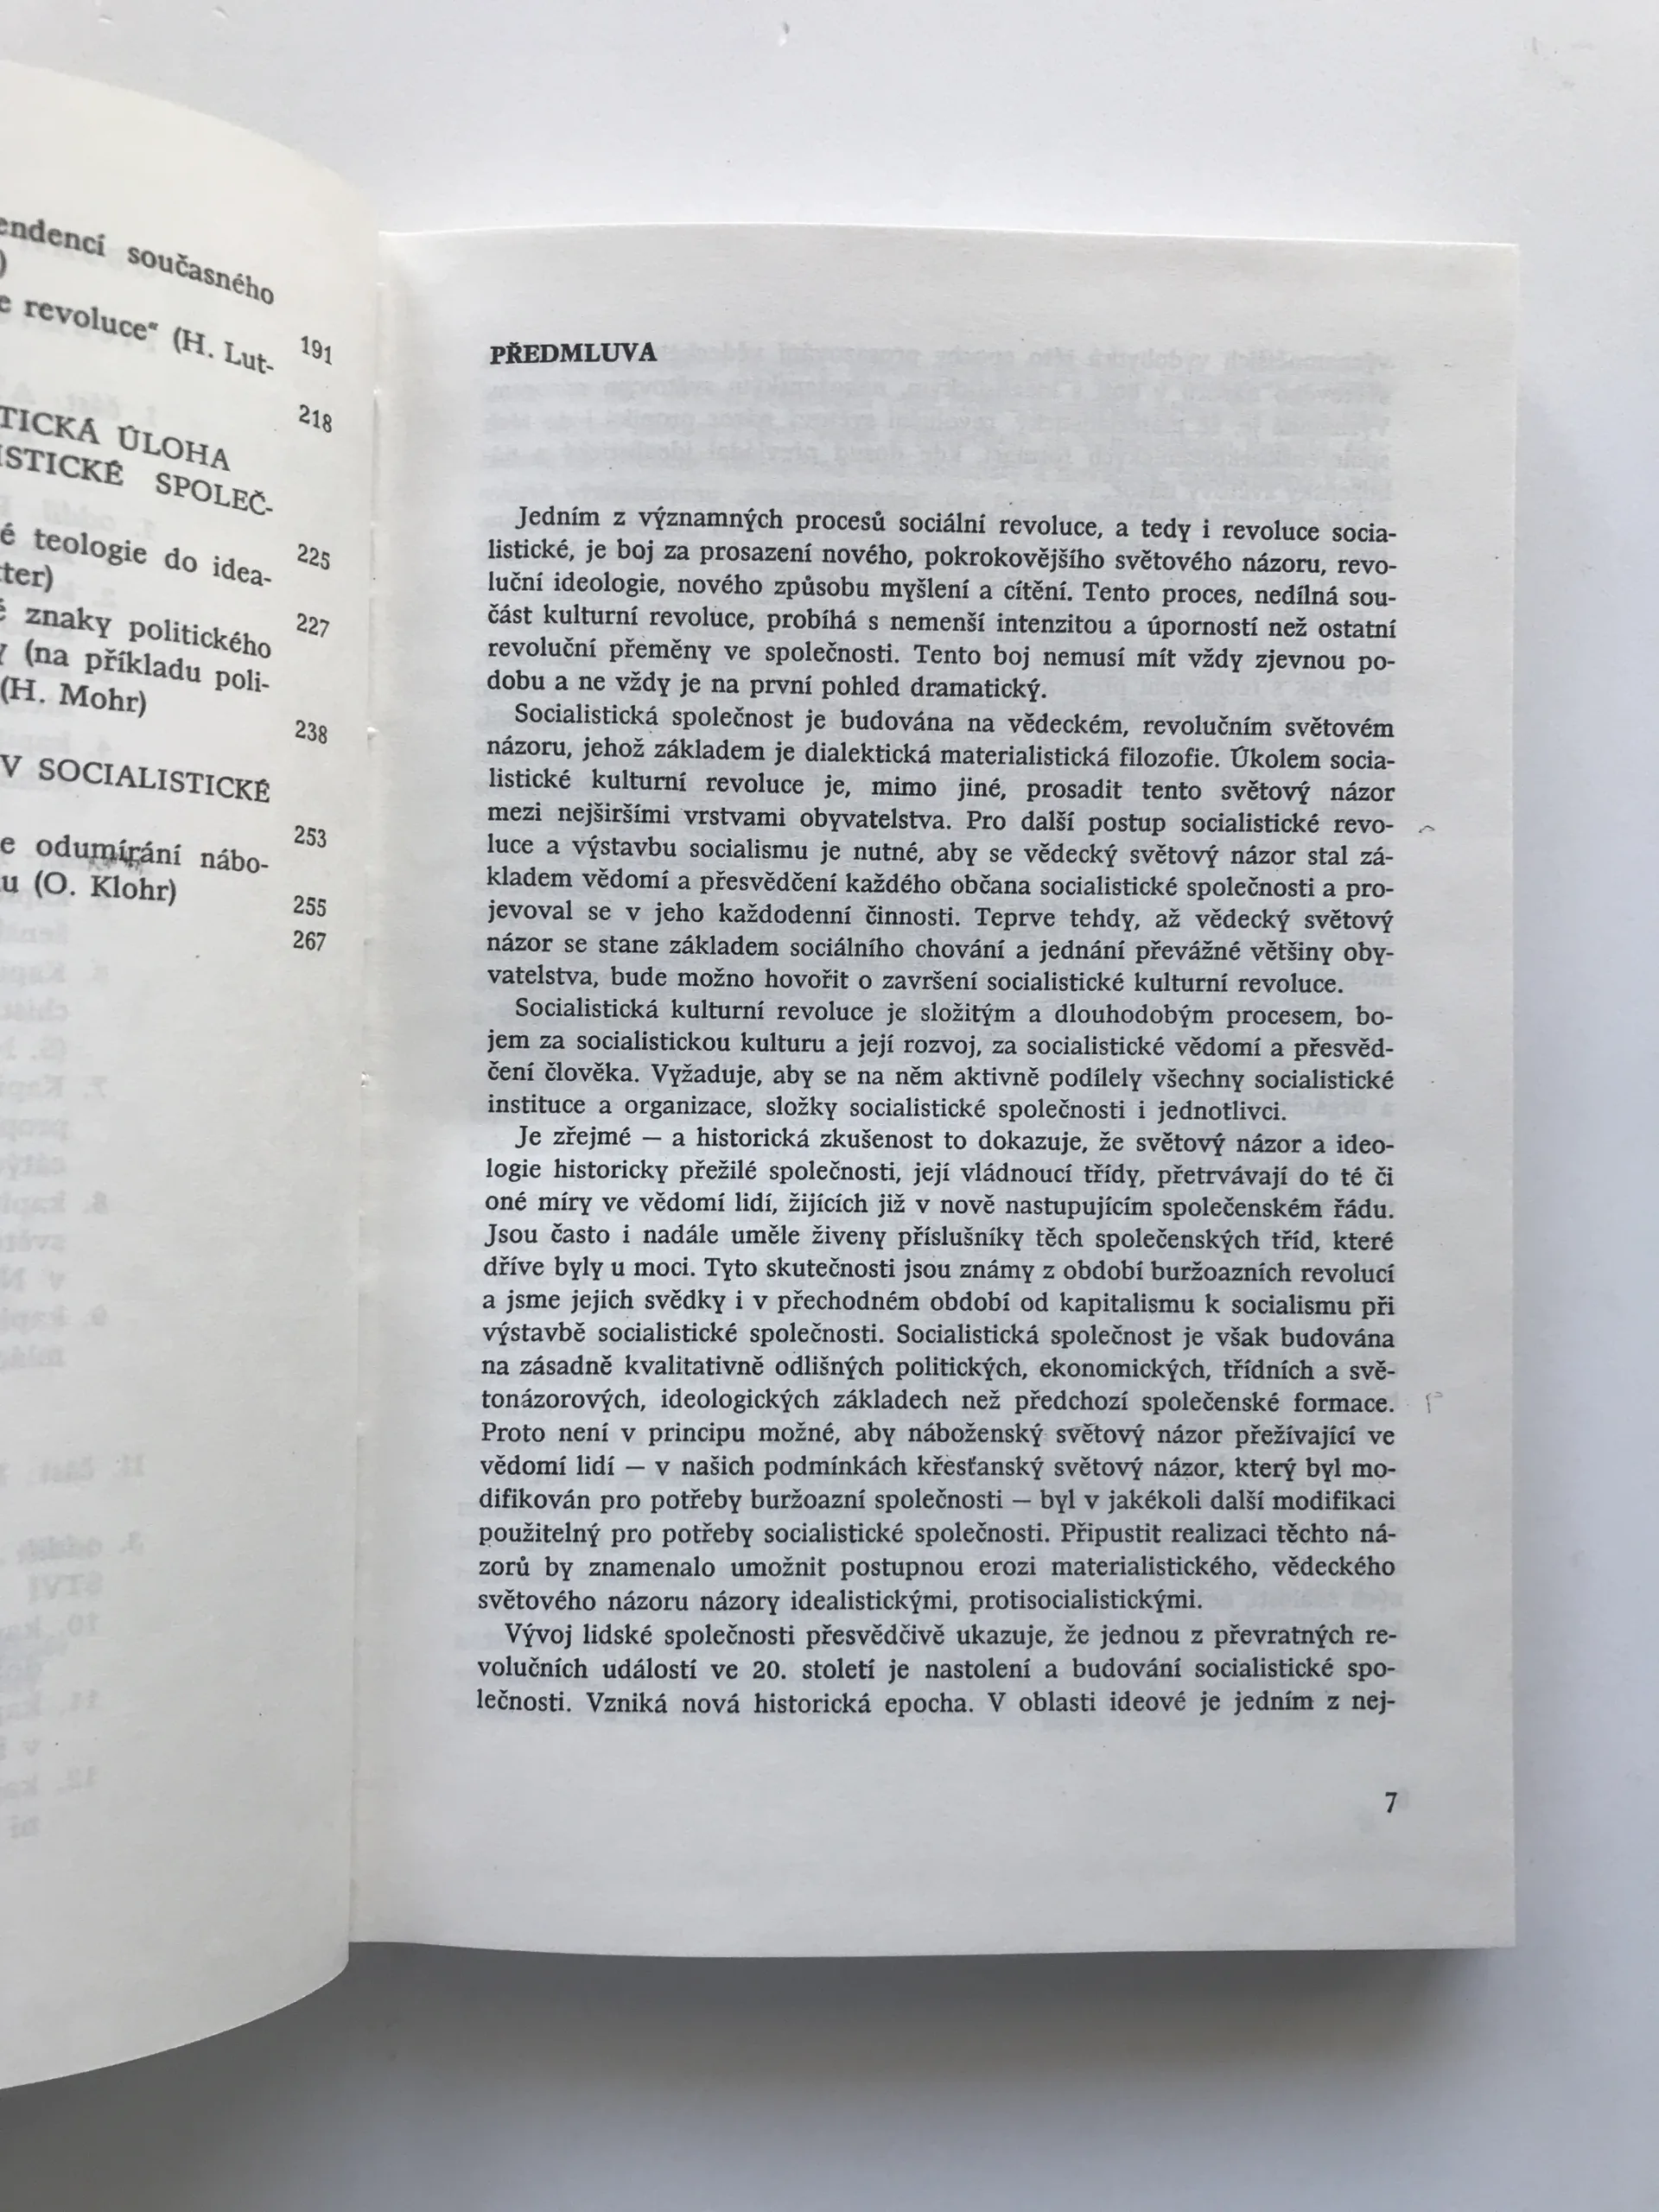 endencí současného
)
191
e revoluce“ (H. Lut-
218
TICKÁ ÚLOHA
ISTICKÉ SPOLEČ-
225
é teologie do idea-
tter)
227
é znaky politického
y (na příkladu poli-
(H. Mohr)
238
V SOCIALISTICKÉ
253
e odumírání nábo-
u (O. Klohr)
255
267
PŘEDMLUVA
Jedním z významných procesů sociální revoluce, a tedy i revoluce socia-
listické, je boj za prosazení nového, pokrokovějšího světového názoru, revo-
luční ideologie, nového způsobu myšlení a cítění. Tento proces, nedílná sou-
část kulturní revoluce, probíhá s nemenší intenzitou a úporností než ostatní
revoluční přeměny ve společnosti. Tento boj nemusí mít vždy zjevnou po-
dobu a ne vždy je na první pohled dramatický.
Socialistická společnost je budována na vědeckém, revolučním světovém
názoru, jehož základem je dialektická materialistická filozofie. Úkolem socia-
listické kulturní revoluce je, mimo jiné, prosadit tento světový názor
mezi nejširšími vrstvami obyvatelstva. Pro další postup socialistické revo-
luce a výstavbu socialismu je nutné, aby se vědecký světový názor stal zá-
kladem vědomí a přesvědčení každého občana socialistické společnosti a pro-
jevoval se v jeho každodenní činnosti. Teprve tehdy, až vědecký světový
názor se stane základem sociálního chování a jednání převážné většiny oby-
vatelstva, bude možno hovořit o završení socialistické kulturní revoluce.
Socialistická kulturní revoluce je složitým a dlouhodobým procesem, bo-
jem za socialistickou kulturu a její rozvoj, za socialistické vědomí a přesvěd-
čení člověka. Vyžaduje, aby se na něm aktivně podílely všechny socialistické
instituce a organizace, složky socialistické společnosti i jednotlivci.
Je zřejmé — a historická zkušenost to dokazuje, že světový názor a ideo-
logie historicky přežilé společnosti, její vládnoucí třídy, přetrvávají do té či
oné míry ve vědomí lidí, žijících již v nově nastupujícím společenském řádu.
Jsou často i nadále uměle živeny příslušníky těch společenských tříd, které
dříve byly u moci. Tyto skutečnosti jsou známy z období buržoazních revolucí
a jsme jejich svědky i v přechodném období od kapitalismu k socialismu při
výstavbě socialistické společnosti. Socialistická společnost je však budována
na zásadně kvalitativně odlišných politických, ekonomických, třídních a svě-
tonázorových, ideologických základech než předchozí společenské formace.
Proto není v principu možné, aby náboženský světový názor přežívající ve
vědomí lidí — v našich podmínkách křesťanský světový názor, který byl mo-
difikován pro potřeby buržoazní společnosti — byl v jakékoli další modifikaci
použitelný pro potřeby socialistické společnosti. Připustit realizaci těchto ná-
zorů by znamenalo umožnit postupnou erozi materialistického, vědeckého
světového názoru názory idealistickými, protisocialistickými.
Vývoj lidské společnosti přesvědčivě ukazuje, že jednou z převratných re-
volučních událostí ve 20. století je nastolení a budování socialistické spo-
lečnosti. Vzniká nová historická epocha. V oblasti ideové je jedním z nej-
7